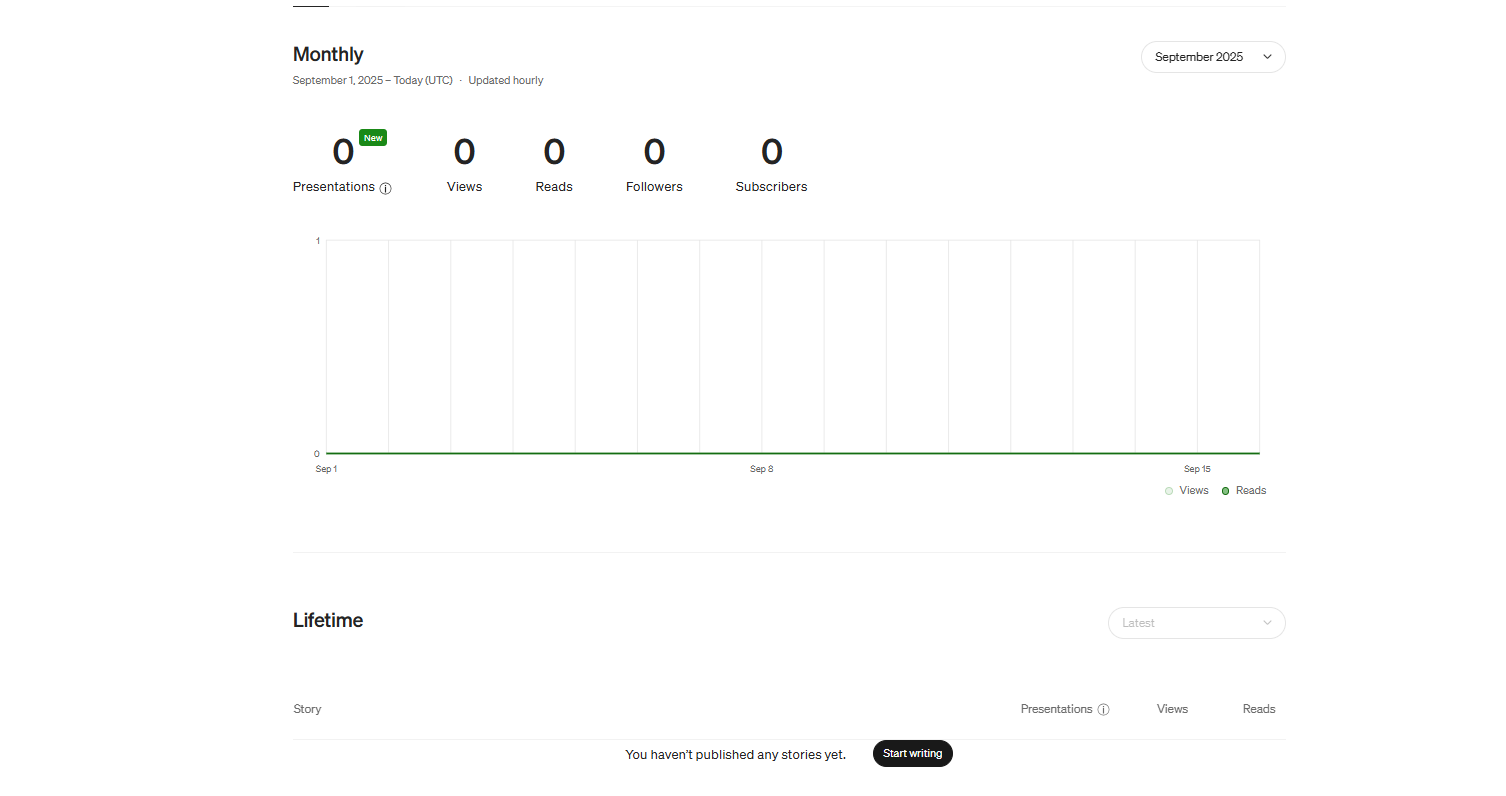 Monthly
September 2025
September 1, 2025 – Today (UTC) · Updated hourly
0 New 0 0 0 0
Presentations Views Reads Followers Subscribers
1
0
Sep 1 Sep 8 Sep 15
Views Reads
Lifetime
Latest
Story Presentations Views Reads
You haven't published any stories yet. Start writing